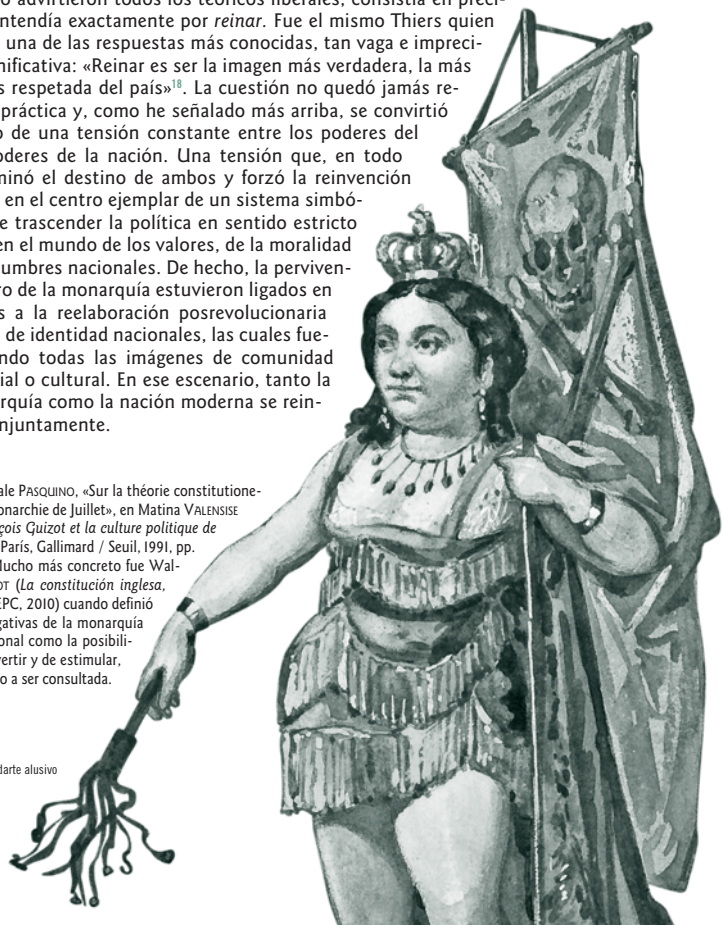 advirtieron todos los teóricos liberales, consistía en preci-
entendía exactamente por reinar. Fue el mismo Thiers quien
una de las respuestas más conocidas, tan vaga e impreci-
nificativa: «Reinar es ser la imagen más verdadera, la más
s respetada del país»18. La cuestión no quedó jamás re-
práctica y, como he señalado más arriba, se convirtió
o de una tensión constante entre los poderes del
oderes de la nación. Una tensión que, en todo
minó el destino de ambos y forzó la reinvención
en el centro ejemplar de un sistema simbó-
e trascender la política en sentido estricto
en el mundo de los valores, de la moralidad
umbres nacionales. De hecho, la perviven-
ro de la monarquía estuvieron ligados en
s a la reelaboración posrevolucionaria
de identidad nacionales, las cuales fue-
ndo todas las imágenes de comunidad
ial o cultural. En ese escenario, tanto la
arquía como la nación moderna se rein-
njuntamente.
ale PASQUINO, «Sur la théorie constitutione-
onarchie de Juillet», en Matina VALENSISE
çois Guizot et la culture politique de
París, Gallimard / Seuil, 1991, pp.
Mucho más concreto fue Wal-
OT (La constitución inglesa,
EPC, 2010) cuando definió
gativas de la monarquía
onal como la posibili-
vertir y de estimular,
o a ser consultada.
darte alusivo